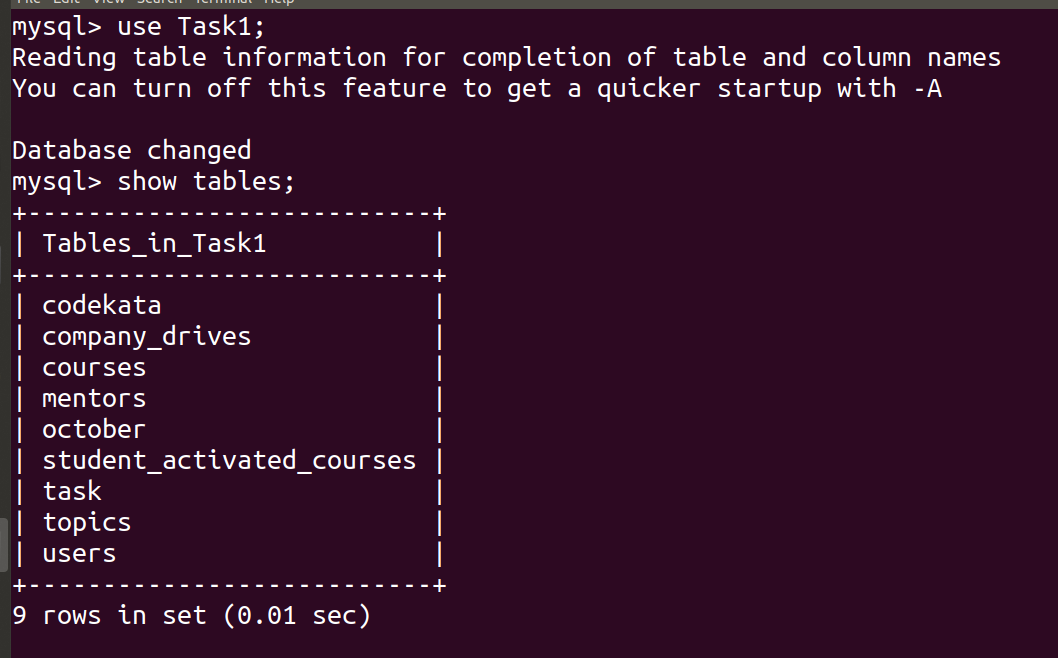 File Edit View Search Terminal Help
mysql> use Task1;
Reading table information for completion of table and column names
You can turn off this feature to get a quicker startup with -A
Database changed
mysql> show tables;
+---------------------------+
| Tables_in_Task1           |
+---------------------------+
| codekata                  |
| company_drives            |
| courses                   |
| mentors                   |
| october                   |
| student_activated_courses |
| task                      |
| topics                    |
| users                     |
+---------------------------+
9 rows in set (0.01 sec)